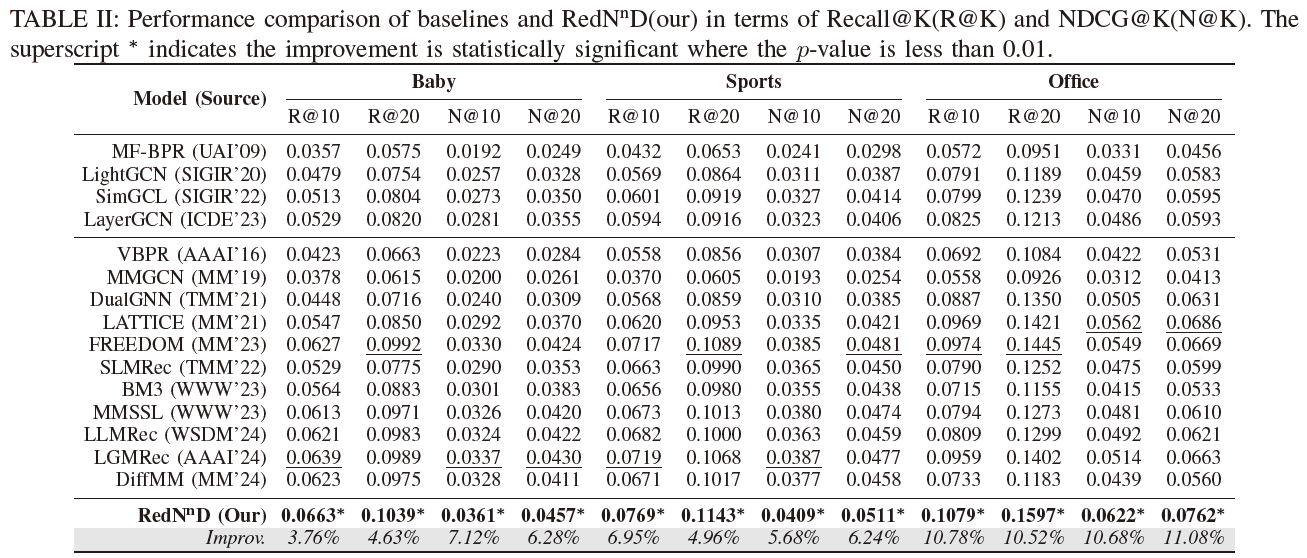 TABLE II: Performance comparison of baselines and RedNⁿD(our) in terms of Recall@K(R@K) and NDCG@K(N@K). The
superscript * indicates the improvement is statistically significant where the p-value is less than 0.01.
Model (Source) Baby Sports Office
R@10 R@20 N@10 N@20 R@10 R@20 N@10 N@20 R@10 R@20 N@10 N@20
MF-BPR (UAI'09) 0.0357 0.0575 0.0192 0.0249 0.0432 0.0653 0.0241 0.0298 0.0572 0.0951 0.0331 0.0456
LightGCN (SIGIR'20) 0.0479 0.0754 0.0257 0.0328 0.0569 0.0864 0.0311 0.0387 0.0791 0.1189 0.0459 0.0583
SimGCL (SIGIR'22) 0.0513 0.0804 0.0273 0.0350 0.0601 0.0919 0.0327 0.0414 0.0799 0.1239 0.0470 0.0595
LayerGCN (ICDE'23) 0.0529 0.0820 0.0281 0.0355 0.0594 0.0916 0.0323 0.0406 0.0825 0.1213 0.0486 0.0593
VBPR (AAAI'16) 0.0423 0.0663 0.0223 0.0284 0.0558 0.0856 0.0307 0.0384 0.0692 0.1084 0.0422 0.0531
MMGCN (MM'19) 0.0378 0.0615 0.0200 0.0261 0.0370 0.0605 0.0193 0.0254 0.0558 0.0926 0.0312 0.0413
DualGNN (TMM'21) 0.0448 0.0716 0.0240 0.0309 0.0568 0.0859 0.0310 0.0385 0.0887 0.1350 0.0505 0.0631
LATTICE (MM'21) 0.0547 0.0850 0.0292 0.0370 0.0620 0.0953 0.0335 0.0421 0.0969 0.1421 0.0562 0.0686
FREEDOM (MM'23) 0.0627 0.0992 0.0330 0.0424 0.0717 0.1089 0.0385 0.0481 0.0974 0.1445 0.0549 0.0669
SLMRec (TMM'22) 0.0529 0.0775 0.0290 0.0353 0.0663 0.0990 0.0365 0.0450 0.0790 0.1252 0.0475 0.0599
BM3 (WWW'23) 0.0564 0.0883 0.0301 0.0383 0.0656 0.0980 0.0355 0.0438 0.0715 0.1155 0.0415 0.0533
MMSSL (WWW'23) 0.0613 0.0971 0.0326 0.0420 0.0673 0.1013 0.0380 0.0474 0.0794 0.1273 0.0481 0.0610
LLMRec (WSDM'24) 0.0621 0.0983 0.0324 0.0422 0.0682 0.1000 0.0363 0.0459 0.0809 0.1299 0.0492 0.0621
LGMRec (AAAI'24) 0.0639 0.0989 0.0337 0.0430 0.0719 0.1068 0.0387 0.0477 0.0959 0.1402 0.0514 0.0663
DiffMM (MM'24) 0.0623 0.0975 0.0328 0.0411 0.0671 0.1017 0.0377 0.0458 0.0733 0.1183 0.0439 0.0560
RedNⁿD (Our) 0.0663* 0.1039* 0.0361* 0.0457* 0.0769* 0.1143* 0.0409* 0.0511* 0.1079* 0.1597* 0.0622* 0.0762*
Improv. 3.76% 4.63% 7.12% 6.28% 6.95% 4.96% 5.68% 6.24% 10.78% 10.52% 10.68% 11.08%